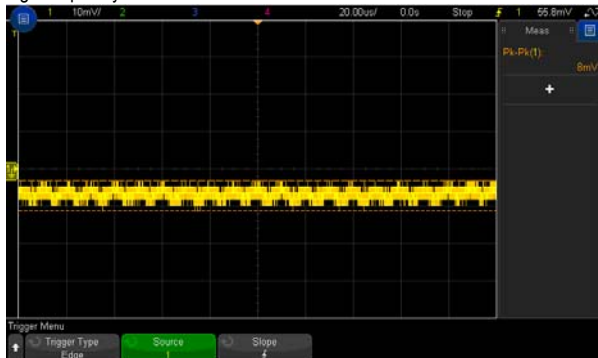 1 10mV/ 2 3 4 20.00us/ 0.0s Stop 1 55.8mV
T
Meas
Pk-Pk(1):
8mV
+
Trigger Menu
Trigger Type
Edge
Source
1
Slope